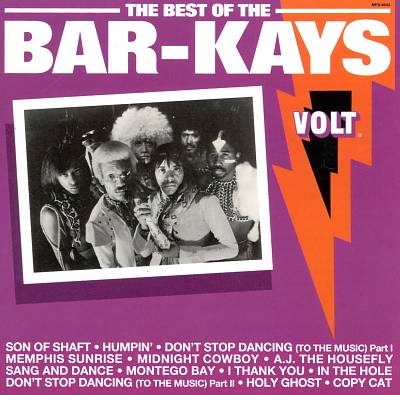 MPS-8542
THE BEST OF THE
BAR-KAYS
VOLT®
SON OF SHAFT • HUMPIN' • DON'T STOP DANCING (TO THE MUSIC) Part I
MEMPHIS SUNRISE • MIDNIGHT COWBOY • A.J. THE HOUSEFLY
SANG AND DANCE • MONTEGO BAY • I THANK YOU • IN THE HOLE
DON'T STOP DANCING (TO THE MUSIC) Part II • HOLY GHOST • COPY CAT